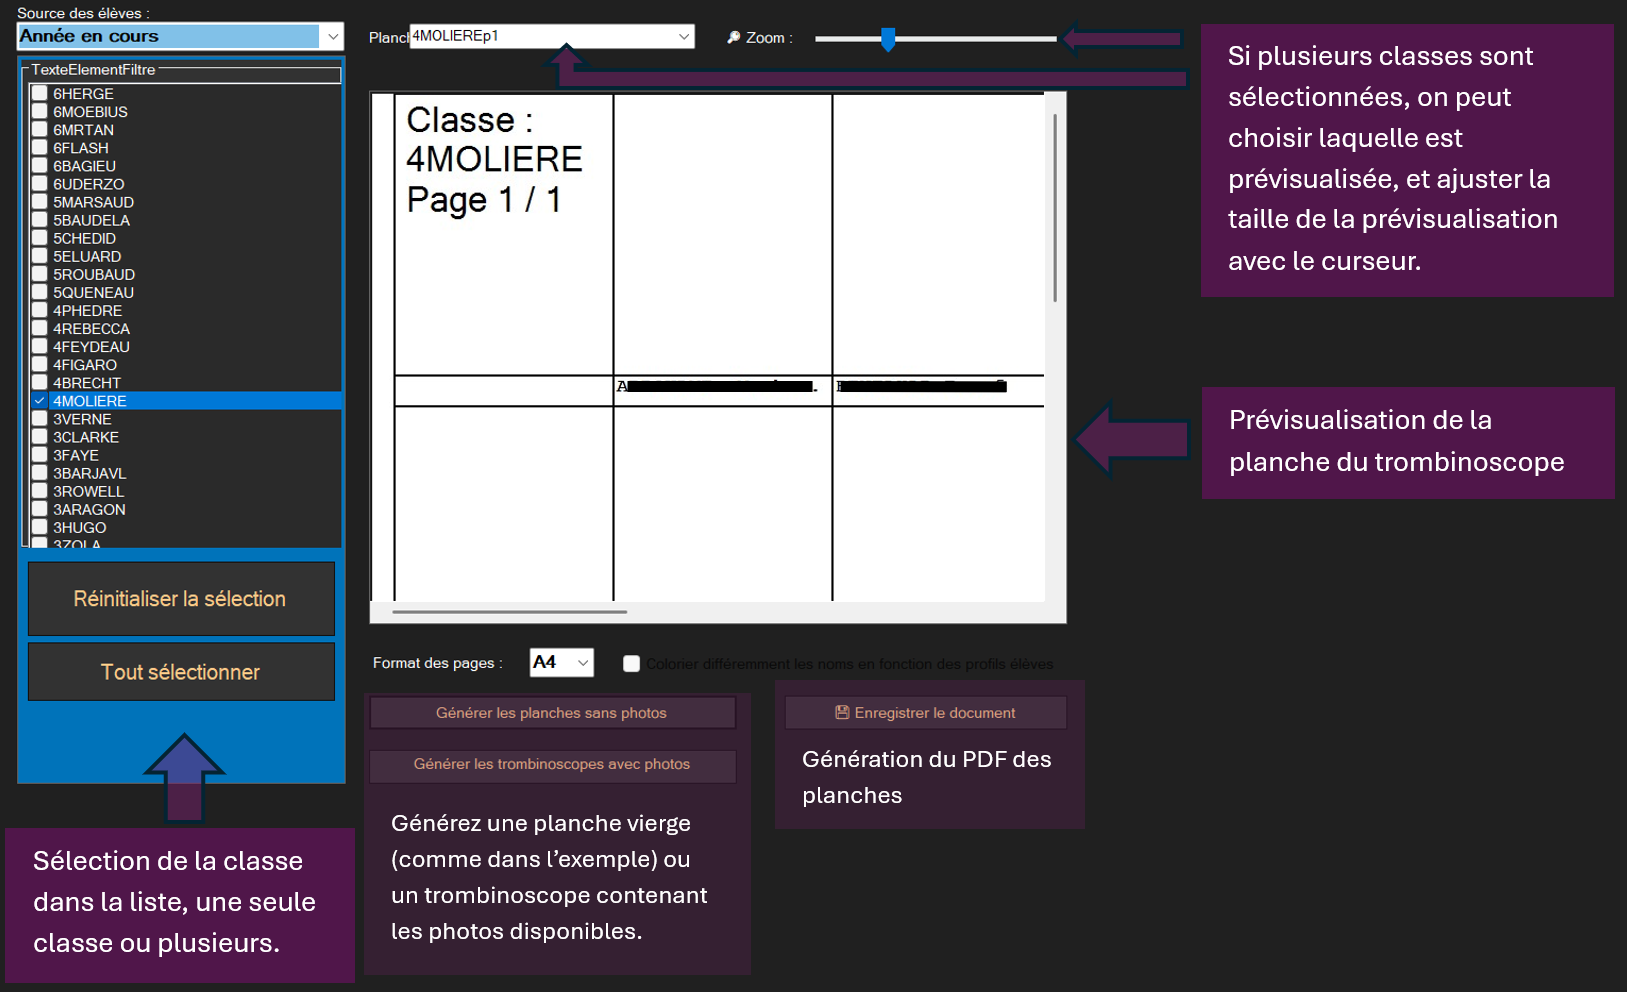 Source des élèves :
Année en cours
TexteElementFiltre
6HERGE
6MOEBIUS
6MRTAN
6FLASH
6BAGIEU
6UDERZO
5MARSAUD
5BAUDELA
5CHEDID
5ELUARD
5ROUBAUD
5QUENEAU
4PHEDRE
4REBECCA
4FEYDEAU
4FIGARO
4BRECHT
4MOLIERE
3VERNE
3CLARKE
3FAYE
3BARJAVL
3ROWELL
3ARAGON
3HUGO
3ZOLA
Réinitialiser la sélection
Tout sélectionner
Sélection de la classe
dans la liste, une seule
classe ou plusieurs.
Planch
4MOLIEREp1
Zoom :
Classe :
4MOLIERE
Page 1 / 1
Format des pages :
A4
Colorier différemment les noms en fonction des profils élèves
Générer les planches sans photos
Générer les trombinoscopes avec photos
Générez une planche vierge
(comme dans l’exemple) ou
un trombinoscope contenant
les photos disponibles.
Enregistrer le document
Génération du PDF des
planches
Si plusieurs classes sont
sélectionnées, on peut
choisir laquelle est
prévisualisée, et ajuster la
taille de la prévisualisation
avec le curseur.
Prévisualisation de la
planche du trombinoscope